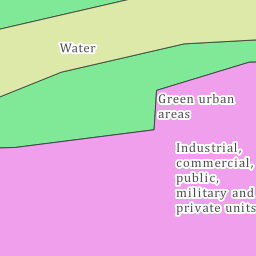 Water
Green urban
areas
Industrial,
commercial,
public,
military and
private units